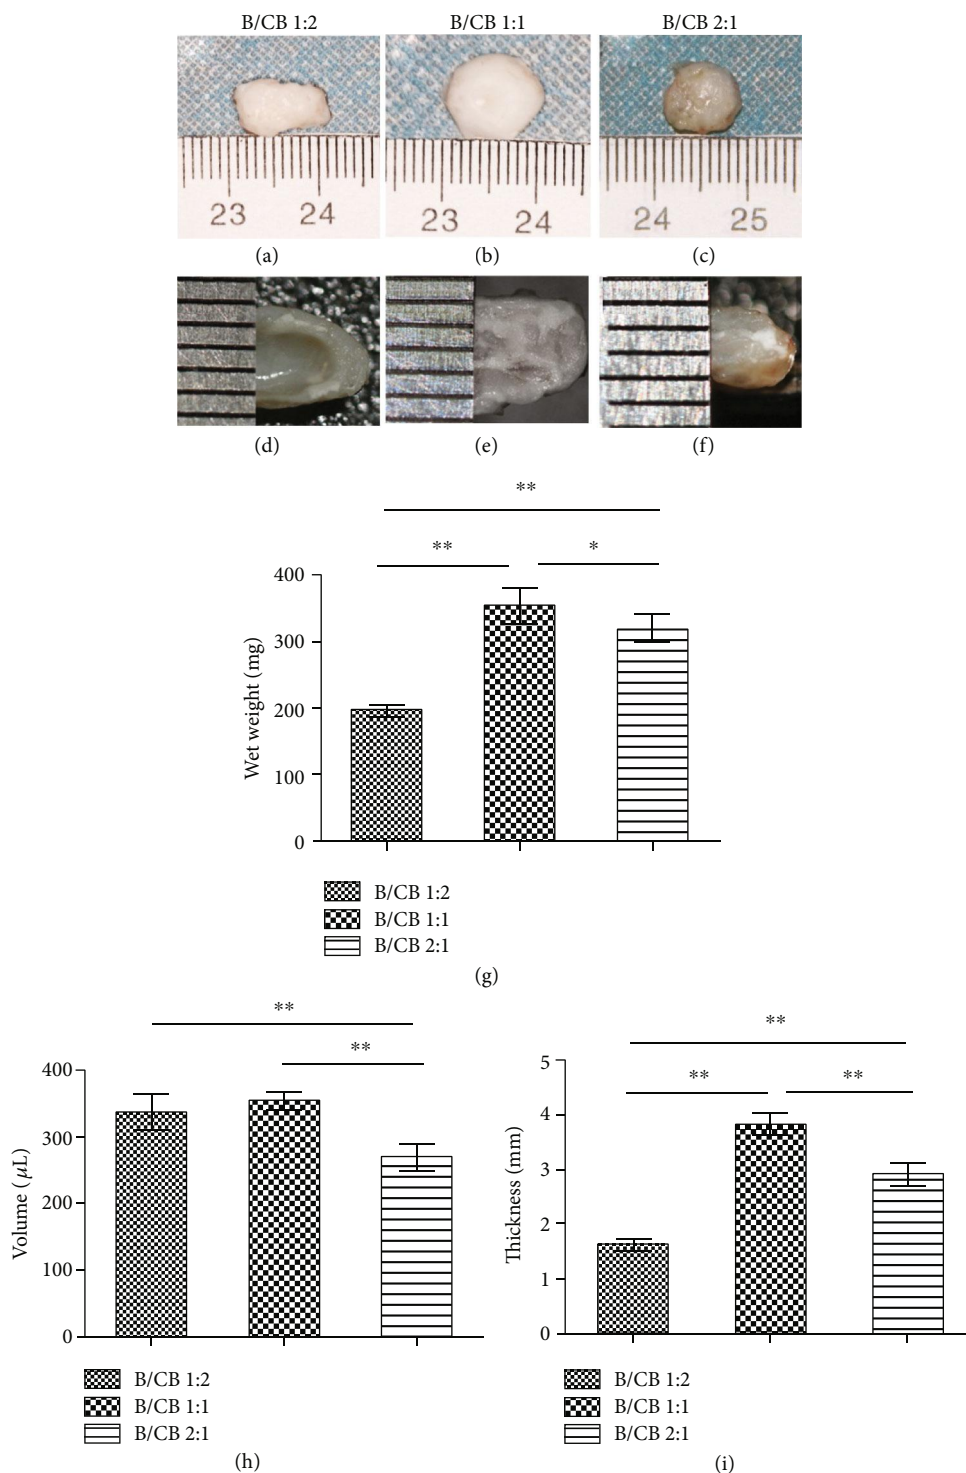 B/CB 1:2 B/CB 1:1 B/CB 2:1
23 24 23 24 24 25
(a) (b) (c)
(d) (e) (f)
**
** *
400
300
200
100
0
Wet weight (mg)
B/CB 1:2
B/CB 1:1
B/CB 2:1
(g)
**
**
400
300
200
100
0
Volume (μL)
B/CB 1:2
B/CB 1:1
B/CB 2:1
(h)
**
** **
5
4
3
2
1
0
Thickness (mm)
B/CB 1:2
B/CB 1:1
B/CB 2:1
(i)